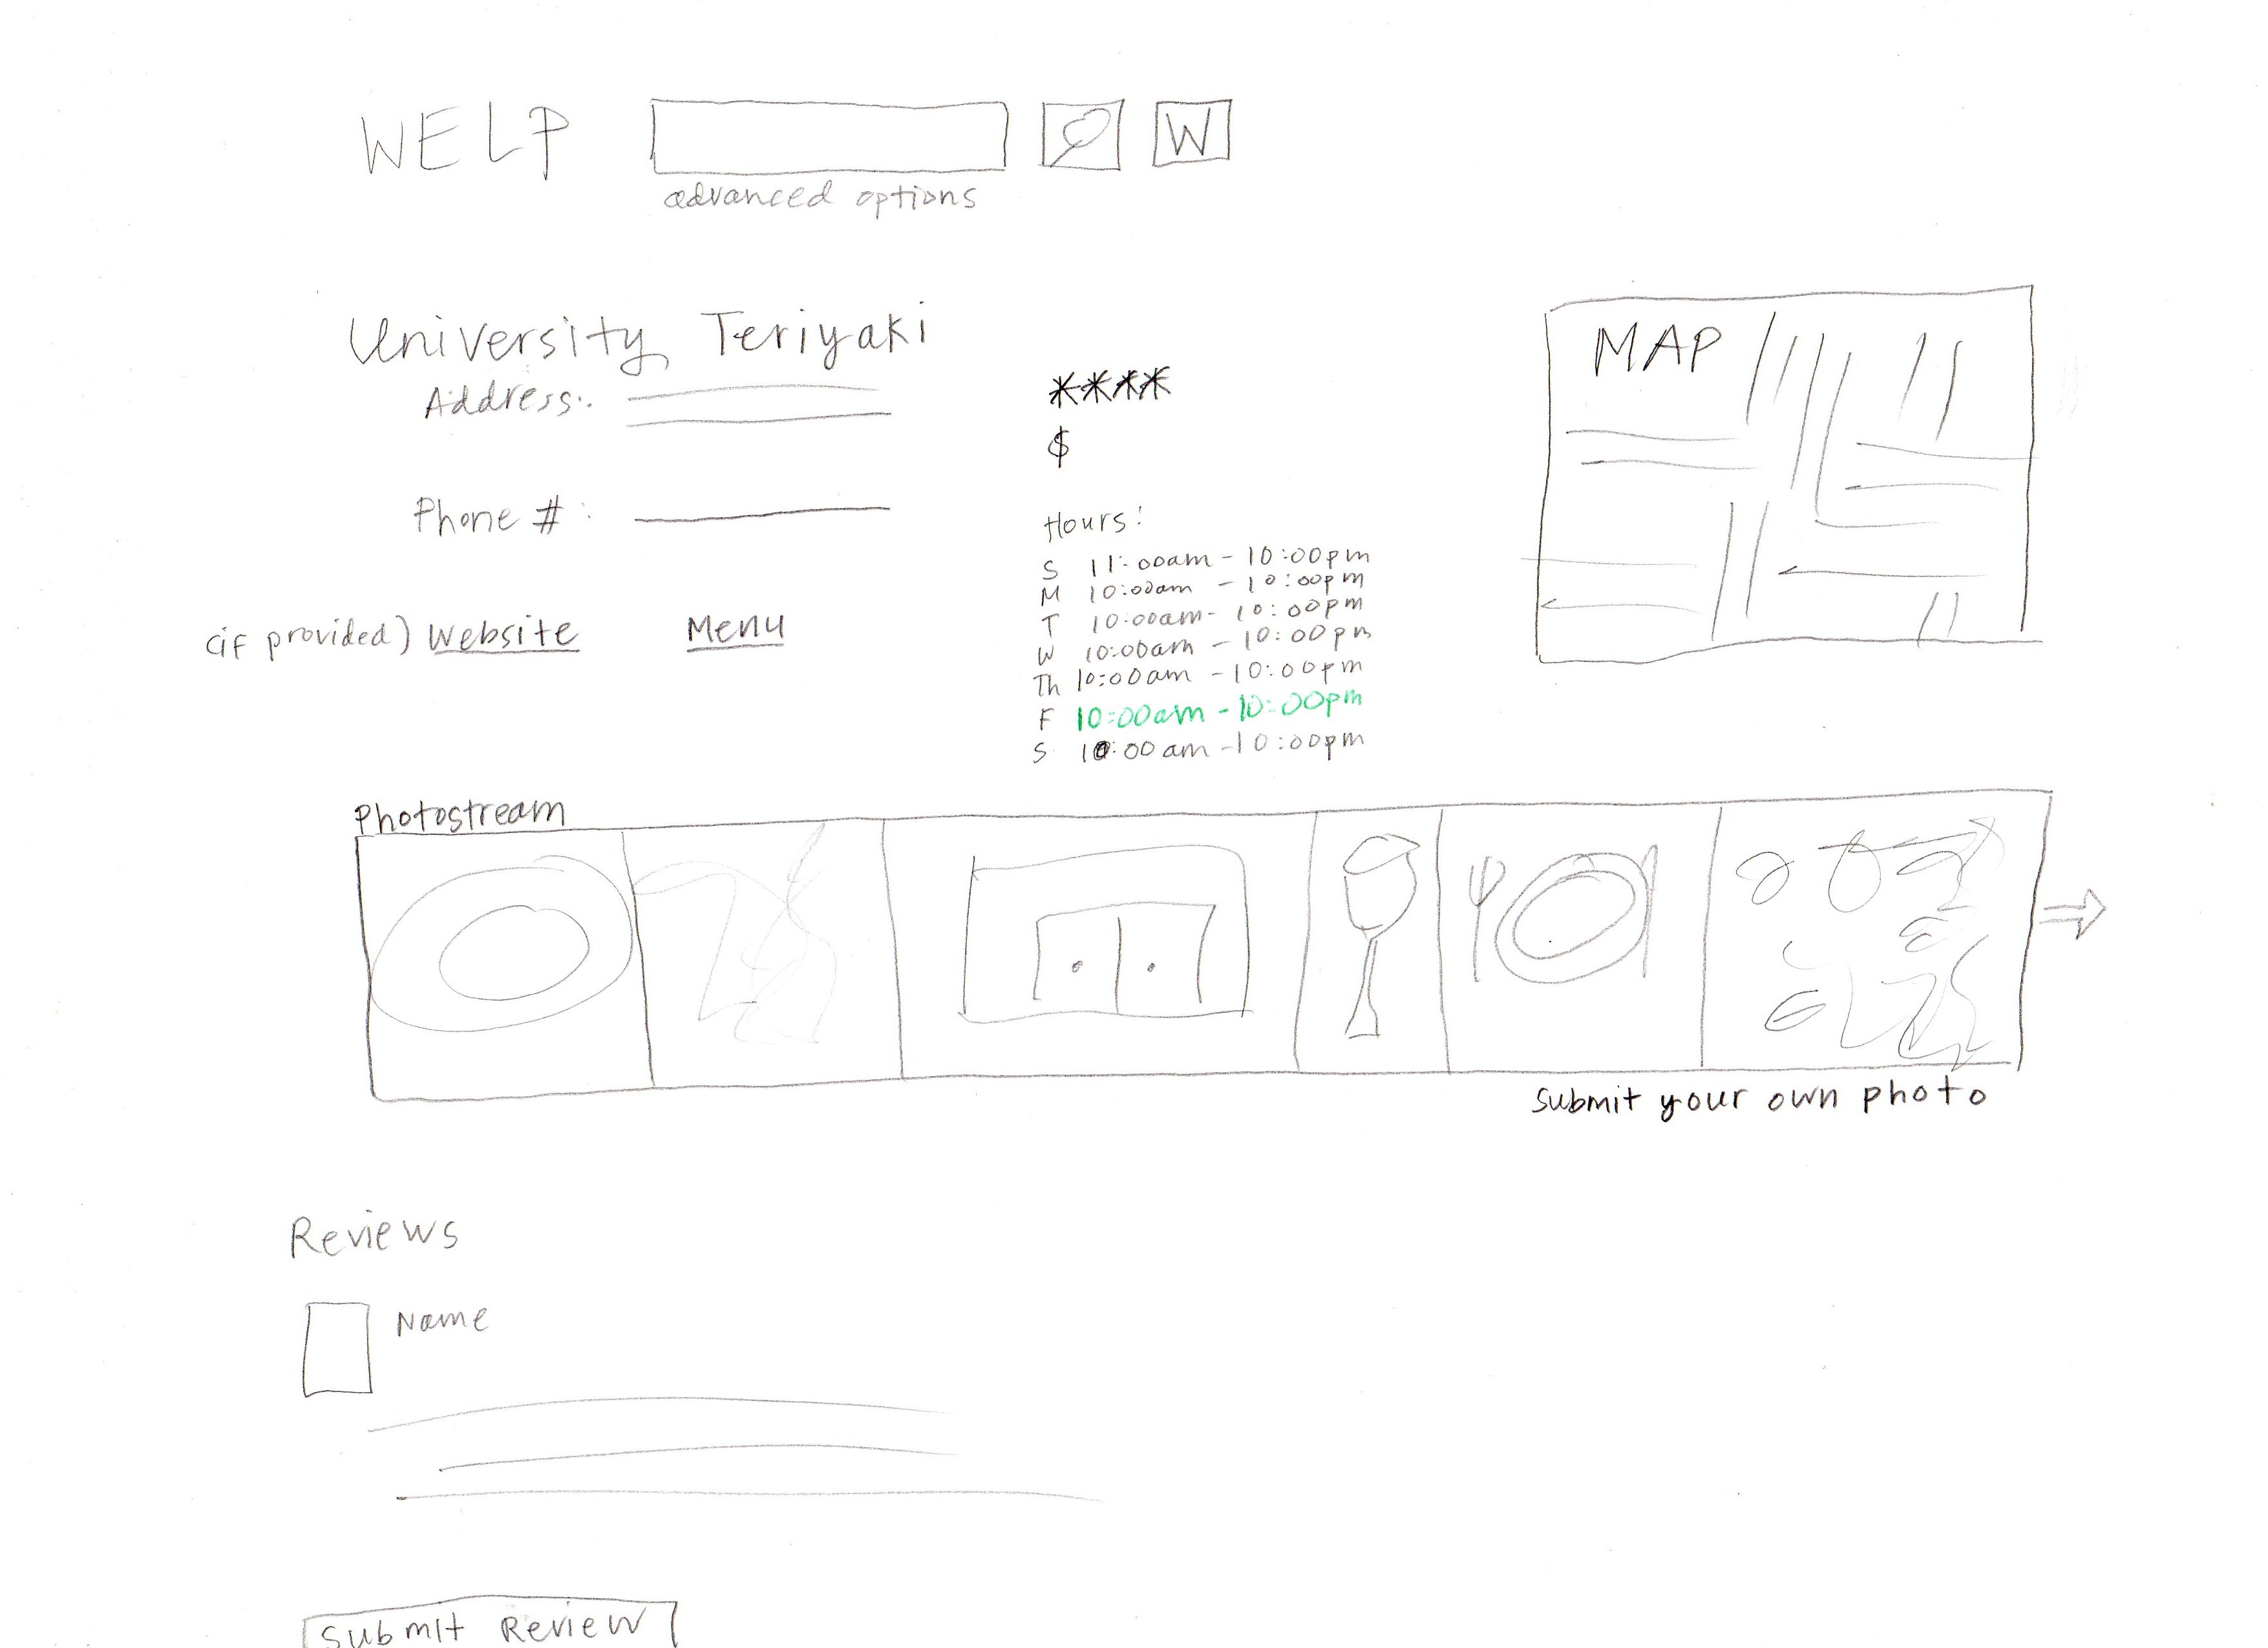 WELP W
advanced options
University Teriyaki
Address:
****
$
MAP
Phone #:
Hours:
S 11:00am - 10:00pm
M 10:00am - 10:00pm
T 10:00am - 10:00pm
W 10:00am - 10:00pm
Th 10:00am - 10:00pm
F 10:00am - 10:00pm
S 10:00am - 10:00pm
(if provided) Website Menu
Photostream
submit your own photo
Reviews
Name
Submit Review